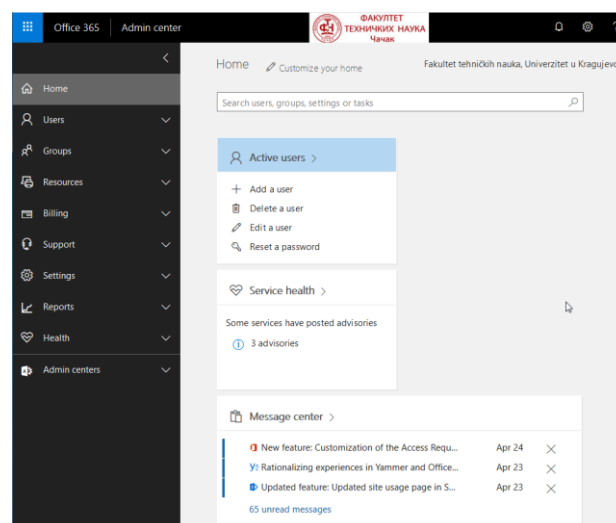 Office 365
Admin center
ФАКУЛТЕТ
ТЕХНИЧКИХ НАУКА
Чачак
Home
Users
Groups
Resources
Billing
Support
Settings
Reports
Health
Admin centers
Home
Customize your home
Fakultet tehničkih nauka, Univerzitet u Kragujevc
Search users, groups, settings or tasks
Active users >
Add a user
Delete a user
Edit a user
Reset a password
Service health >
Some services have posted advisories
3 advisories
Message center >
New feature: Customization of the Access Requ... Apr 24
Rationalizing experiences in Yammer and Office... Apr 23
Updated feature: Updated site usage page in S... Apr 23
65 unread messages